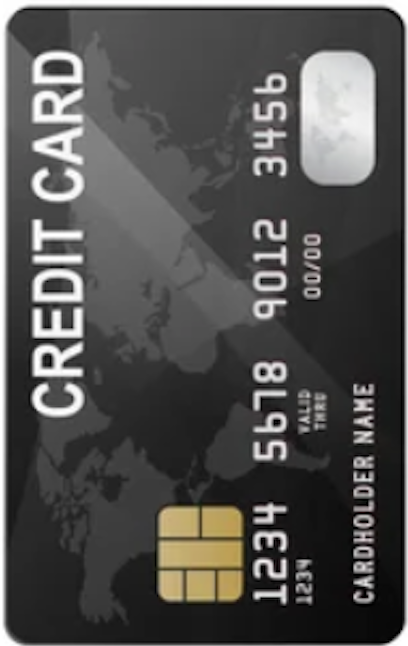 CREDIT CARD
1234 5678 9012 3456
1234
VALID
THRU
00/00
CARDHOLDER NAME